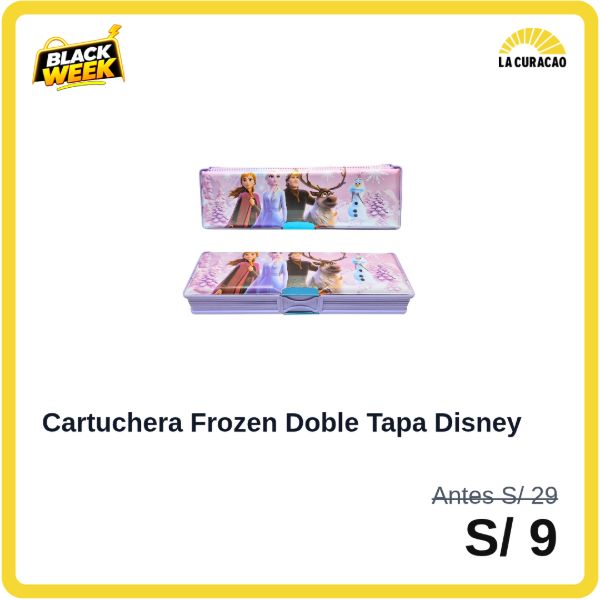 BLACK
WEEK
LA CURACAO
Cartuchera Frozen Doble Tapa Disney
Antes S/ 29
S/ 9